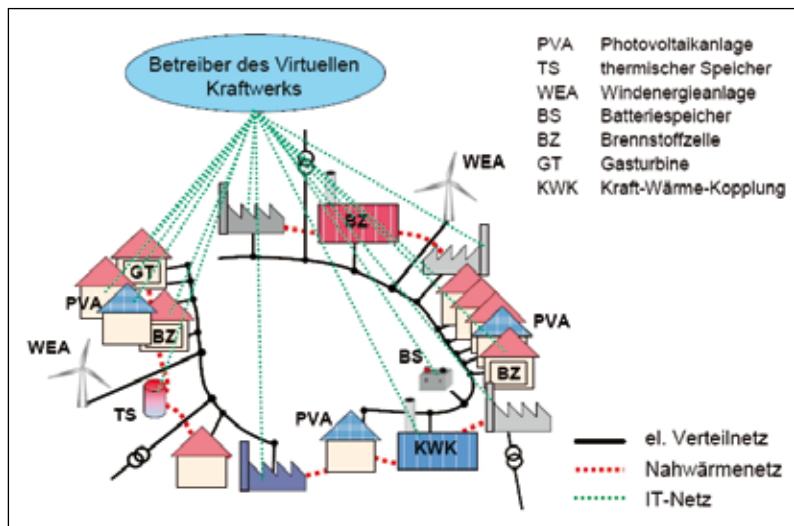 Betreiber des Virtuellen
Kraftwerks
PVA Photovoltaikanlage
TS thermischer Speicher
WEA Windenergieanlage
BS Batteriespeicher
BZ Brennstoffzelle
GT Gasturbine
KWK Kraft-Wärme-Kopplung
WEA
BZ
GT
PVA
BZ
WEA
TS
PVA
BZ
BS
PVA
KWK
el. Verteilnetz
Nahwärmenetz
IT-Netz